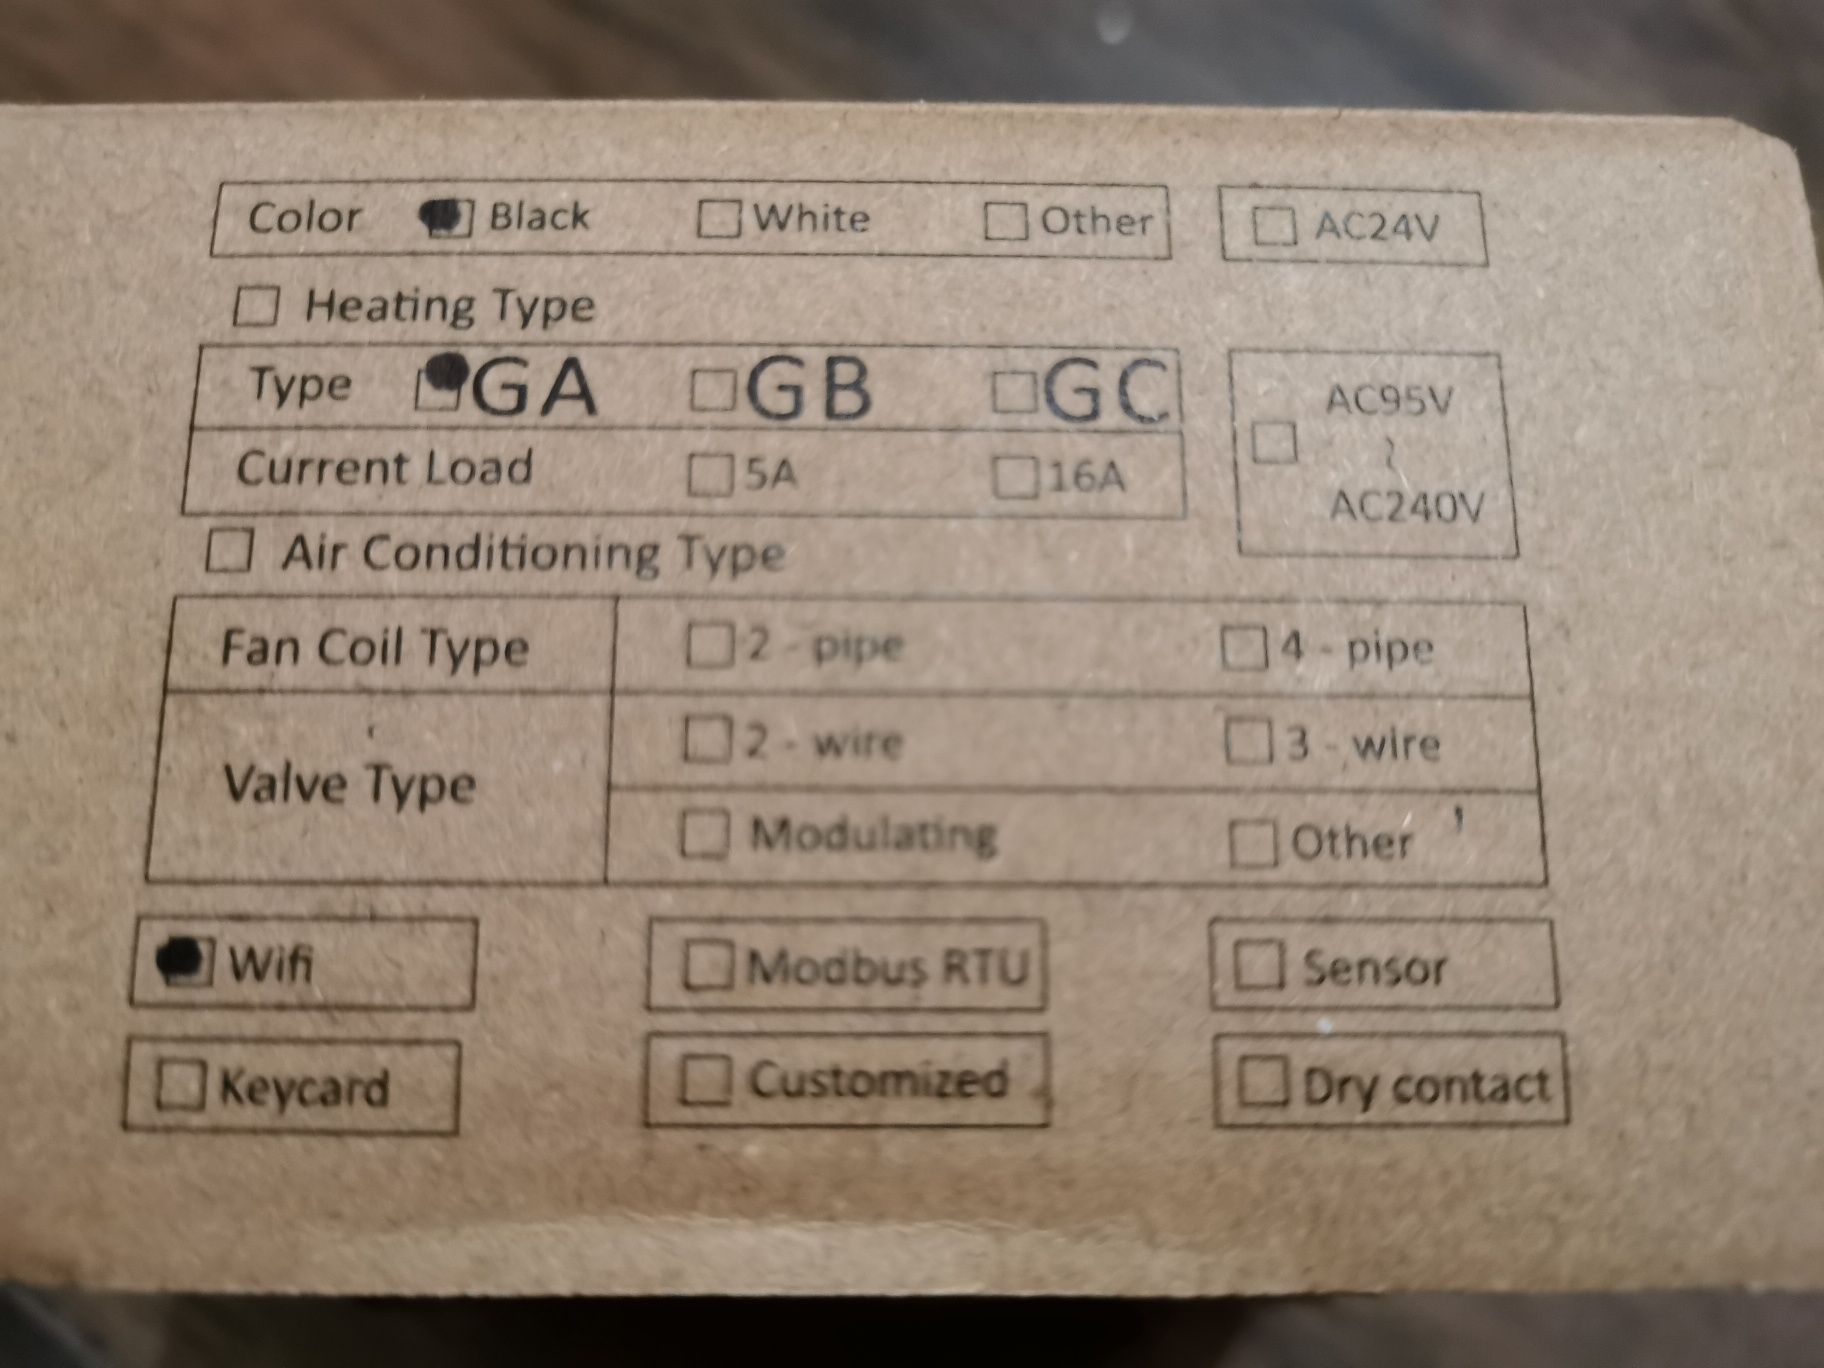 Color Black White Other AC24V
Heating Type
Type GA GB GC
AC95V
~
AC240V
Current Load 5A 16A
Air Conditioning Type
Fan Coil Type 2 - pipe 4 - pipe
Valve Type 2 - wire 3 - wire
Modulating Other
Wifi Modbus RTU Sensor
Keycard Customized Dry contact